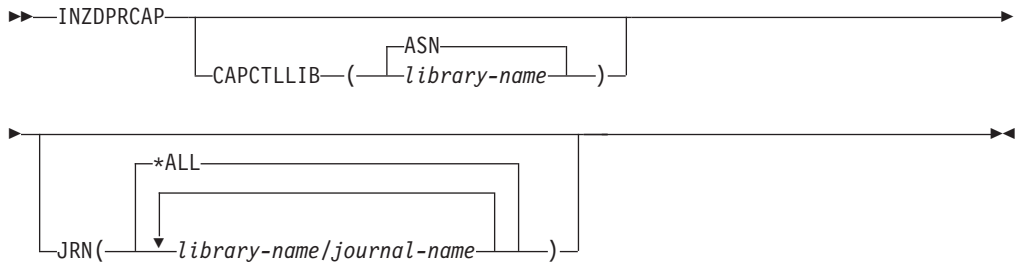 INZDPRCAP
ASN
CAPCTLLIB ( library-name )
*ALL
JRN( library-name/journal-name )